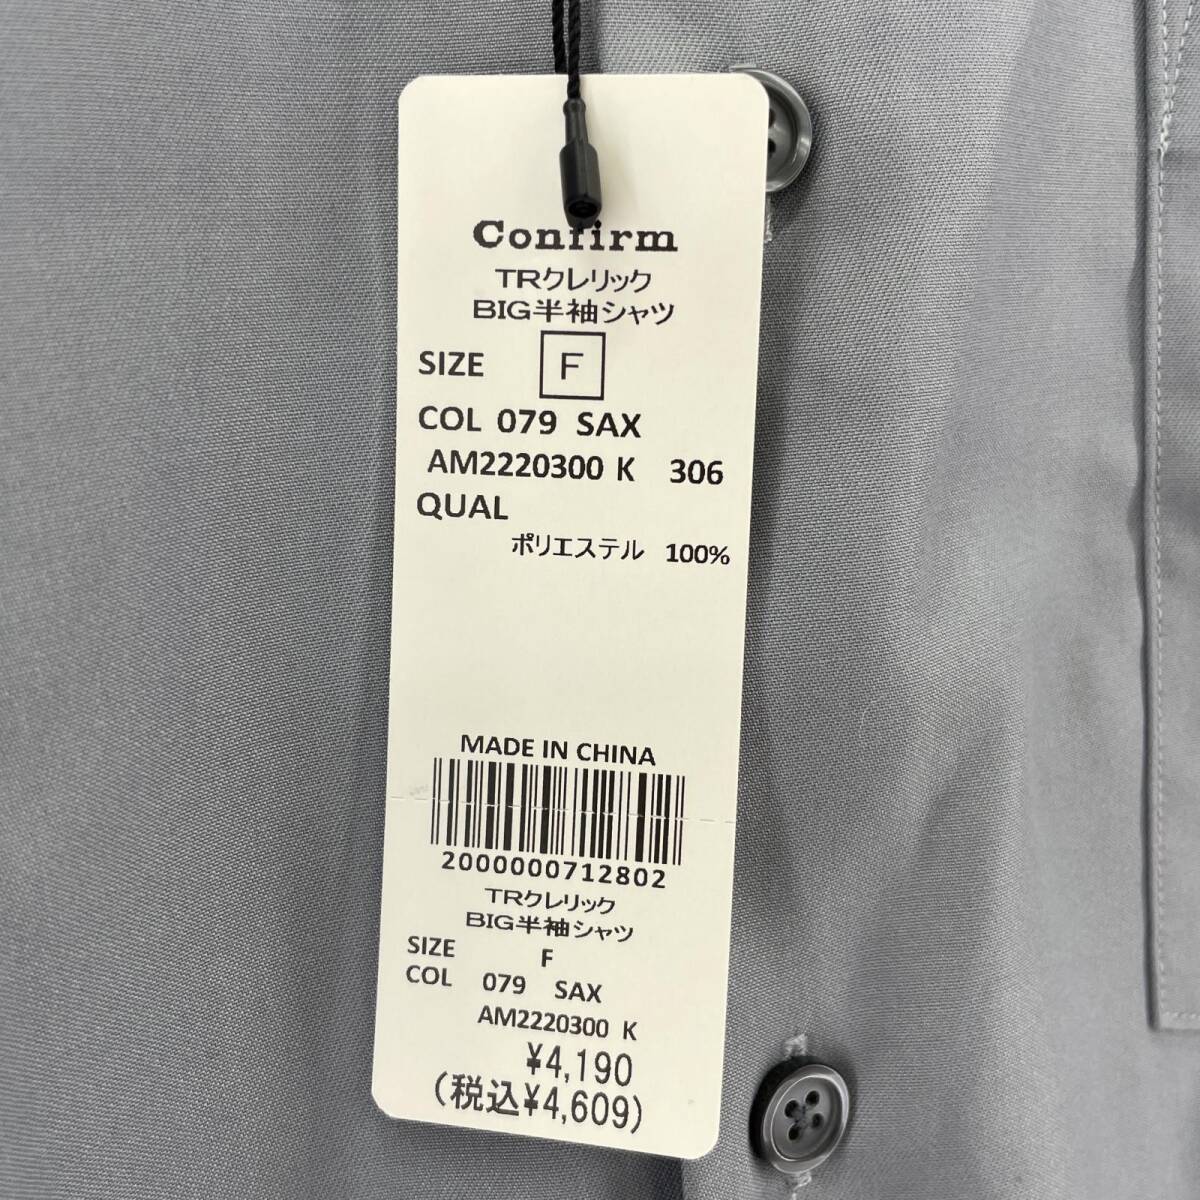 Confirm
TRクレリック
BIG半袖シャツ
SIZE F
COL 079 SAX
AM2220300 K 306
QUAL
ポリエステル 100%
MADE IN CHINA
2000000712802
TRクレリック
BIG半袖シャツ
SIZE F
COL 079 SAX
AM2220300 K
¥4,190
(税込¥4,609)